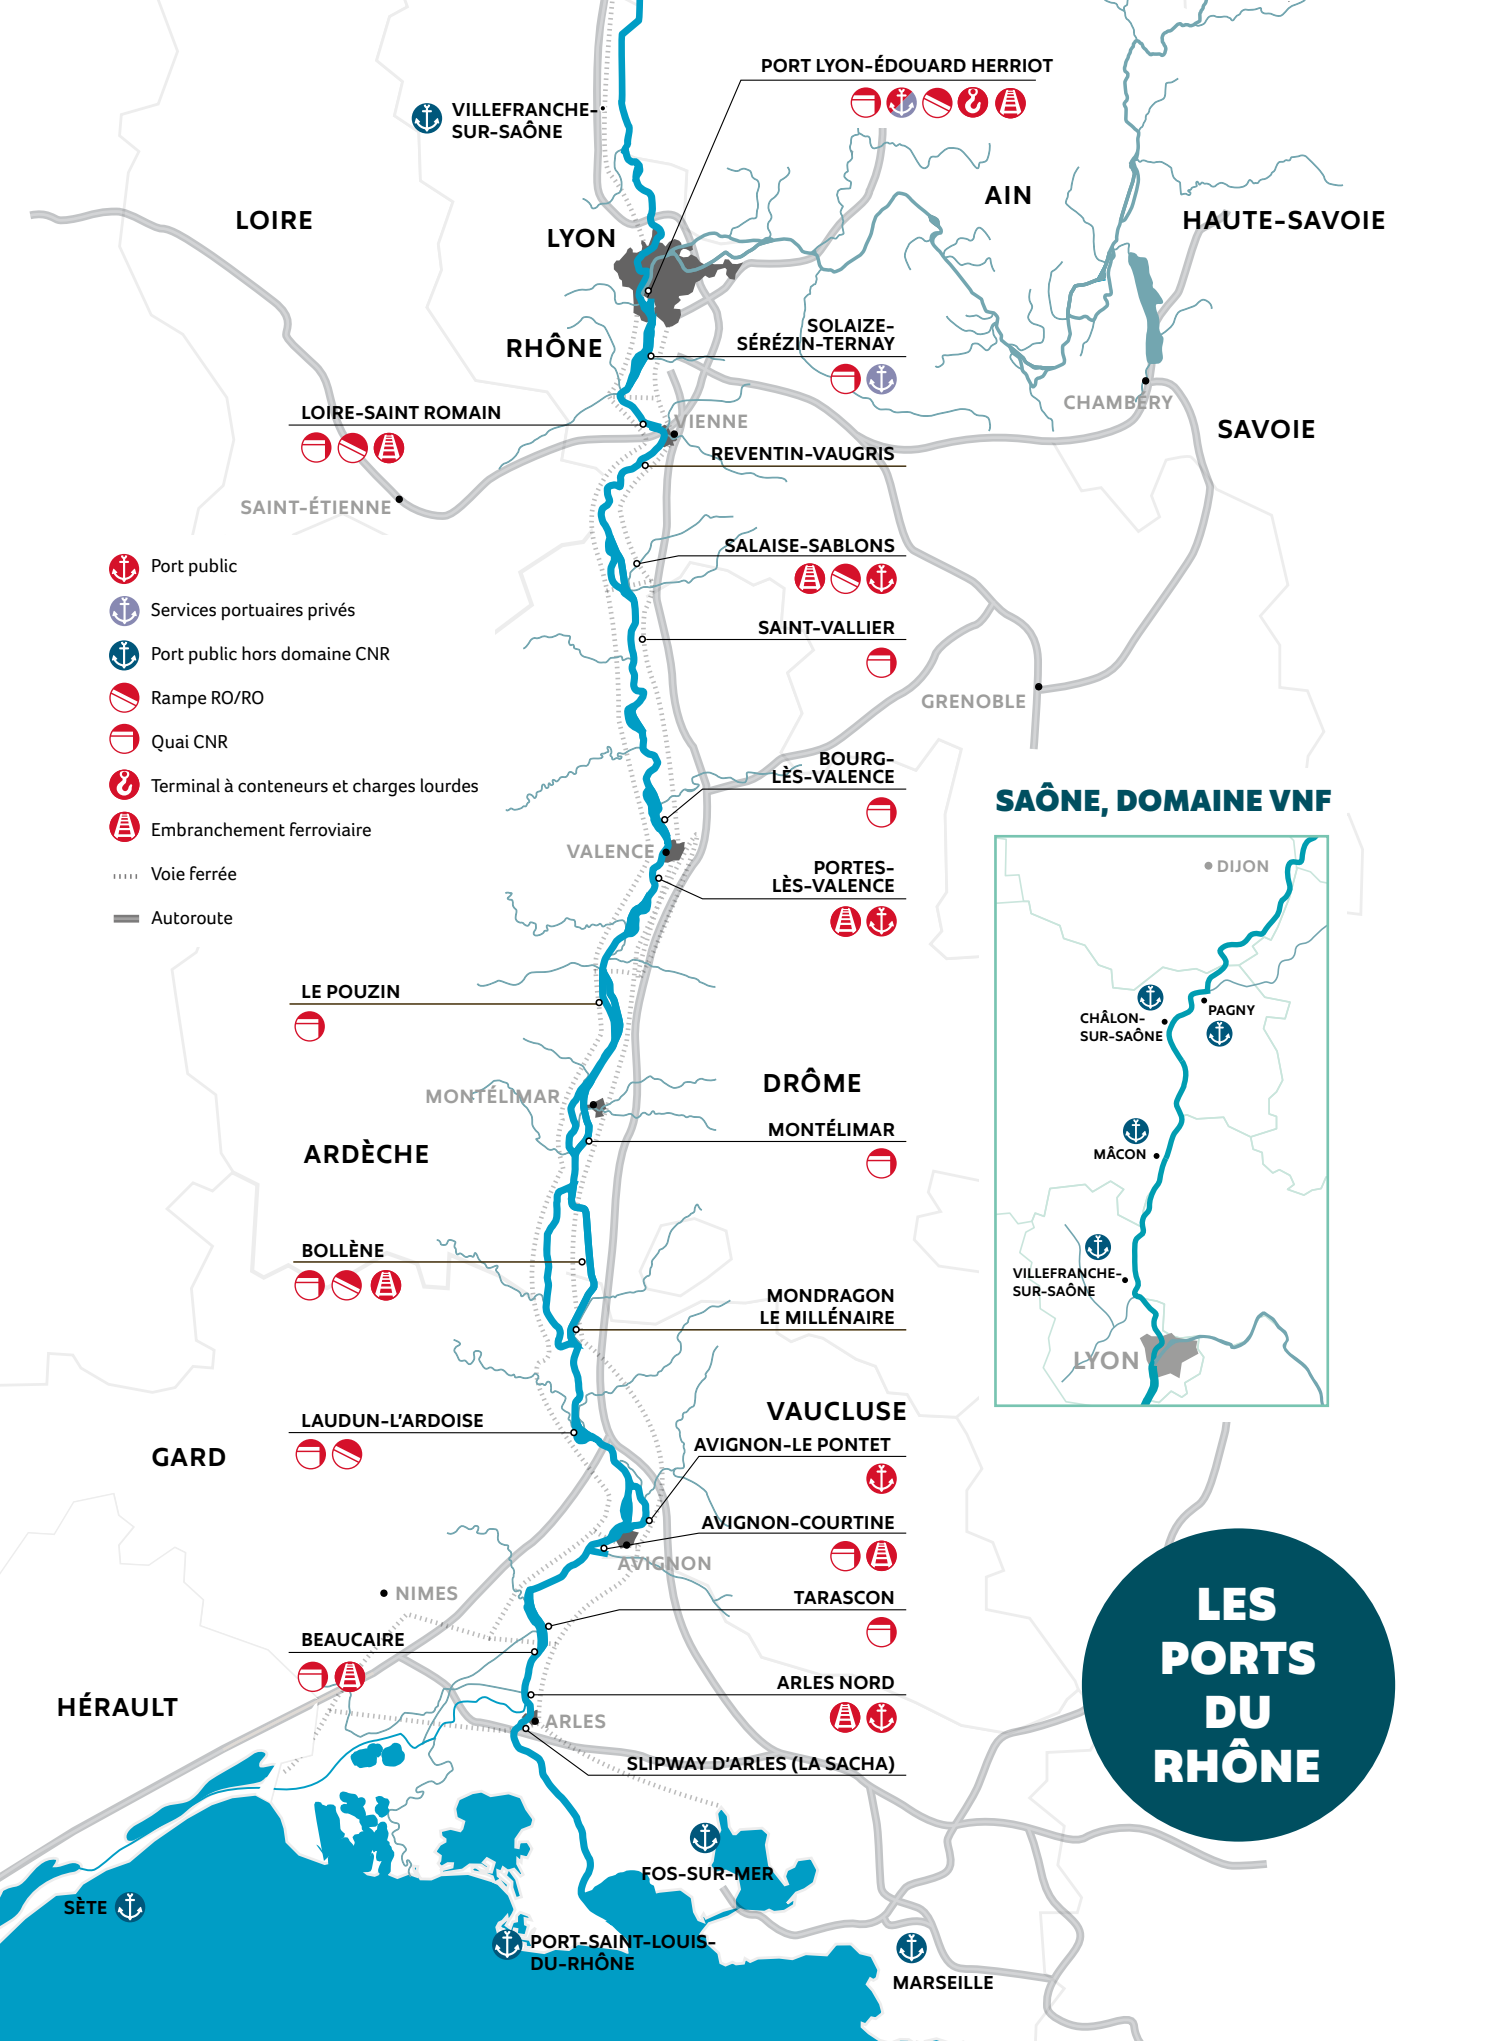 PORT LYON-ÉDOUARD HERRIOT
VILLEFRANCHE-
SUR-SAÔNE
AIN
LOIRE
HAUTE-SAVOIE
LYON
SOLAIZE-
SÉRÉZIN-TERNAY
RHÔNE
CHAMBÉRY
LOIRE-SAINT ROMAIN
VIENNE
SAVOIE
REVENTIN-VAUGRIS
SAINT-ÉTIENNE
SALAISE-SABLONS
Port public
Services portuaires privés
Port public hors domaine CNR
Rampe RO/RO
Quai CNR
Terminal à conteneurs et charges lourdes
Embranchement ferroviaire
Voie ferrée
Autoroute
SAINT-VALLIER
GRENOBLE
BOURG-
LÈS-VALENCE
VALENCE
PORTES-
LÈS-VALENCE
SAÔNE, DOMAINE VNF
DIJON
PAGNY
CHÂLON-
SUR-SAÔNE
MÂCON
VILLEFRANCHE-
SUR-SAÔNE
LYON
LE POUZIN
DRÔME
MONTÉLIMAR
MONTÉLIMAR
ARDÈCHE
BOLLÈNE
MONDRAGON
LE MILLÉNAIRE
VAUCLUSE
LAUDUN-L'ARDOISE
AVIGNON-LE PONTET
GARD
AVIGNON-COURTINE
AVIGNON
NIMES
TARASCON
BEAUCAIRE
ARLES NORD
HÉRAULT
ARLES
SLIPWAY D'ARLES (LA SACHA)
LES
PORTS
DU
RHÔNE
FOS-SUR-MER
SÈTE
PORT-SAINT-LOUIS-
DU-RHÔNE
MARSEILLE